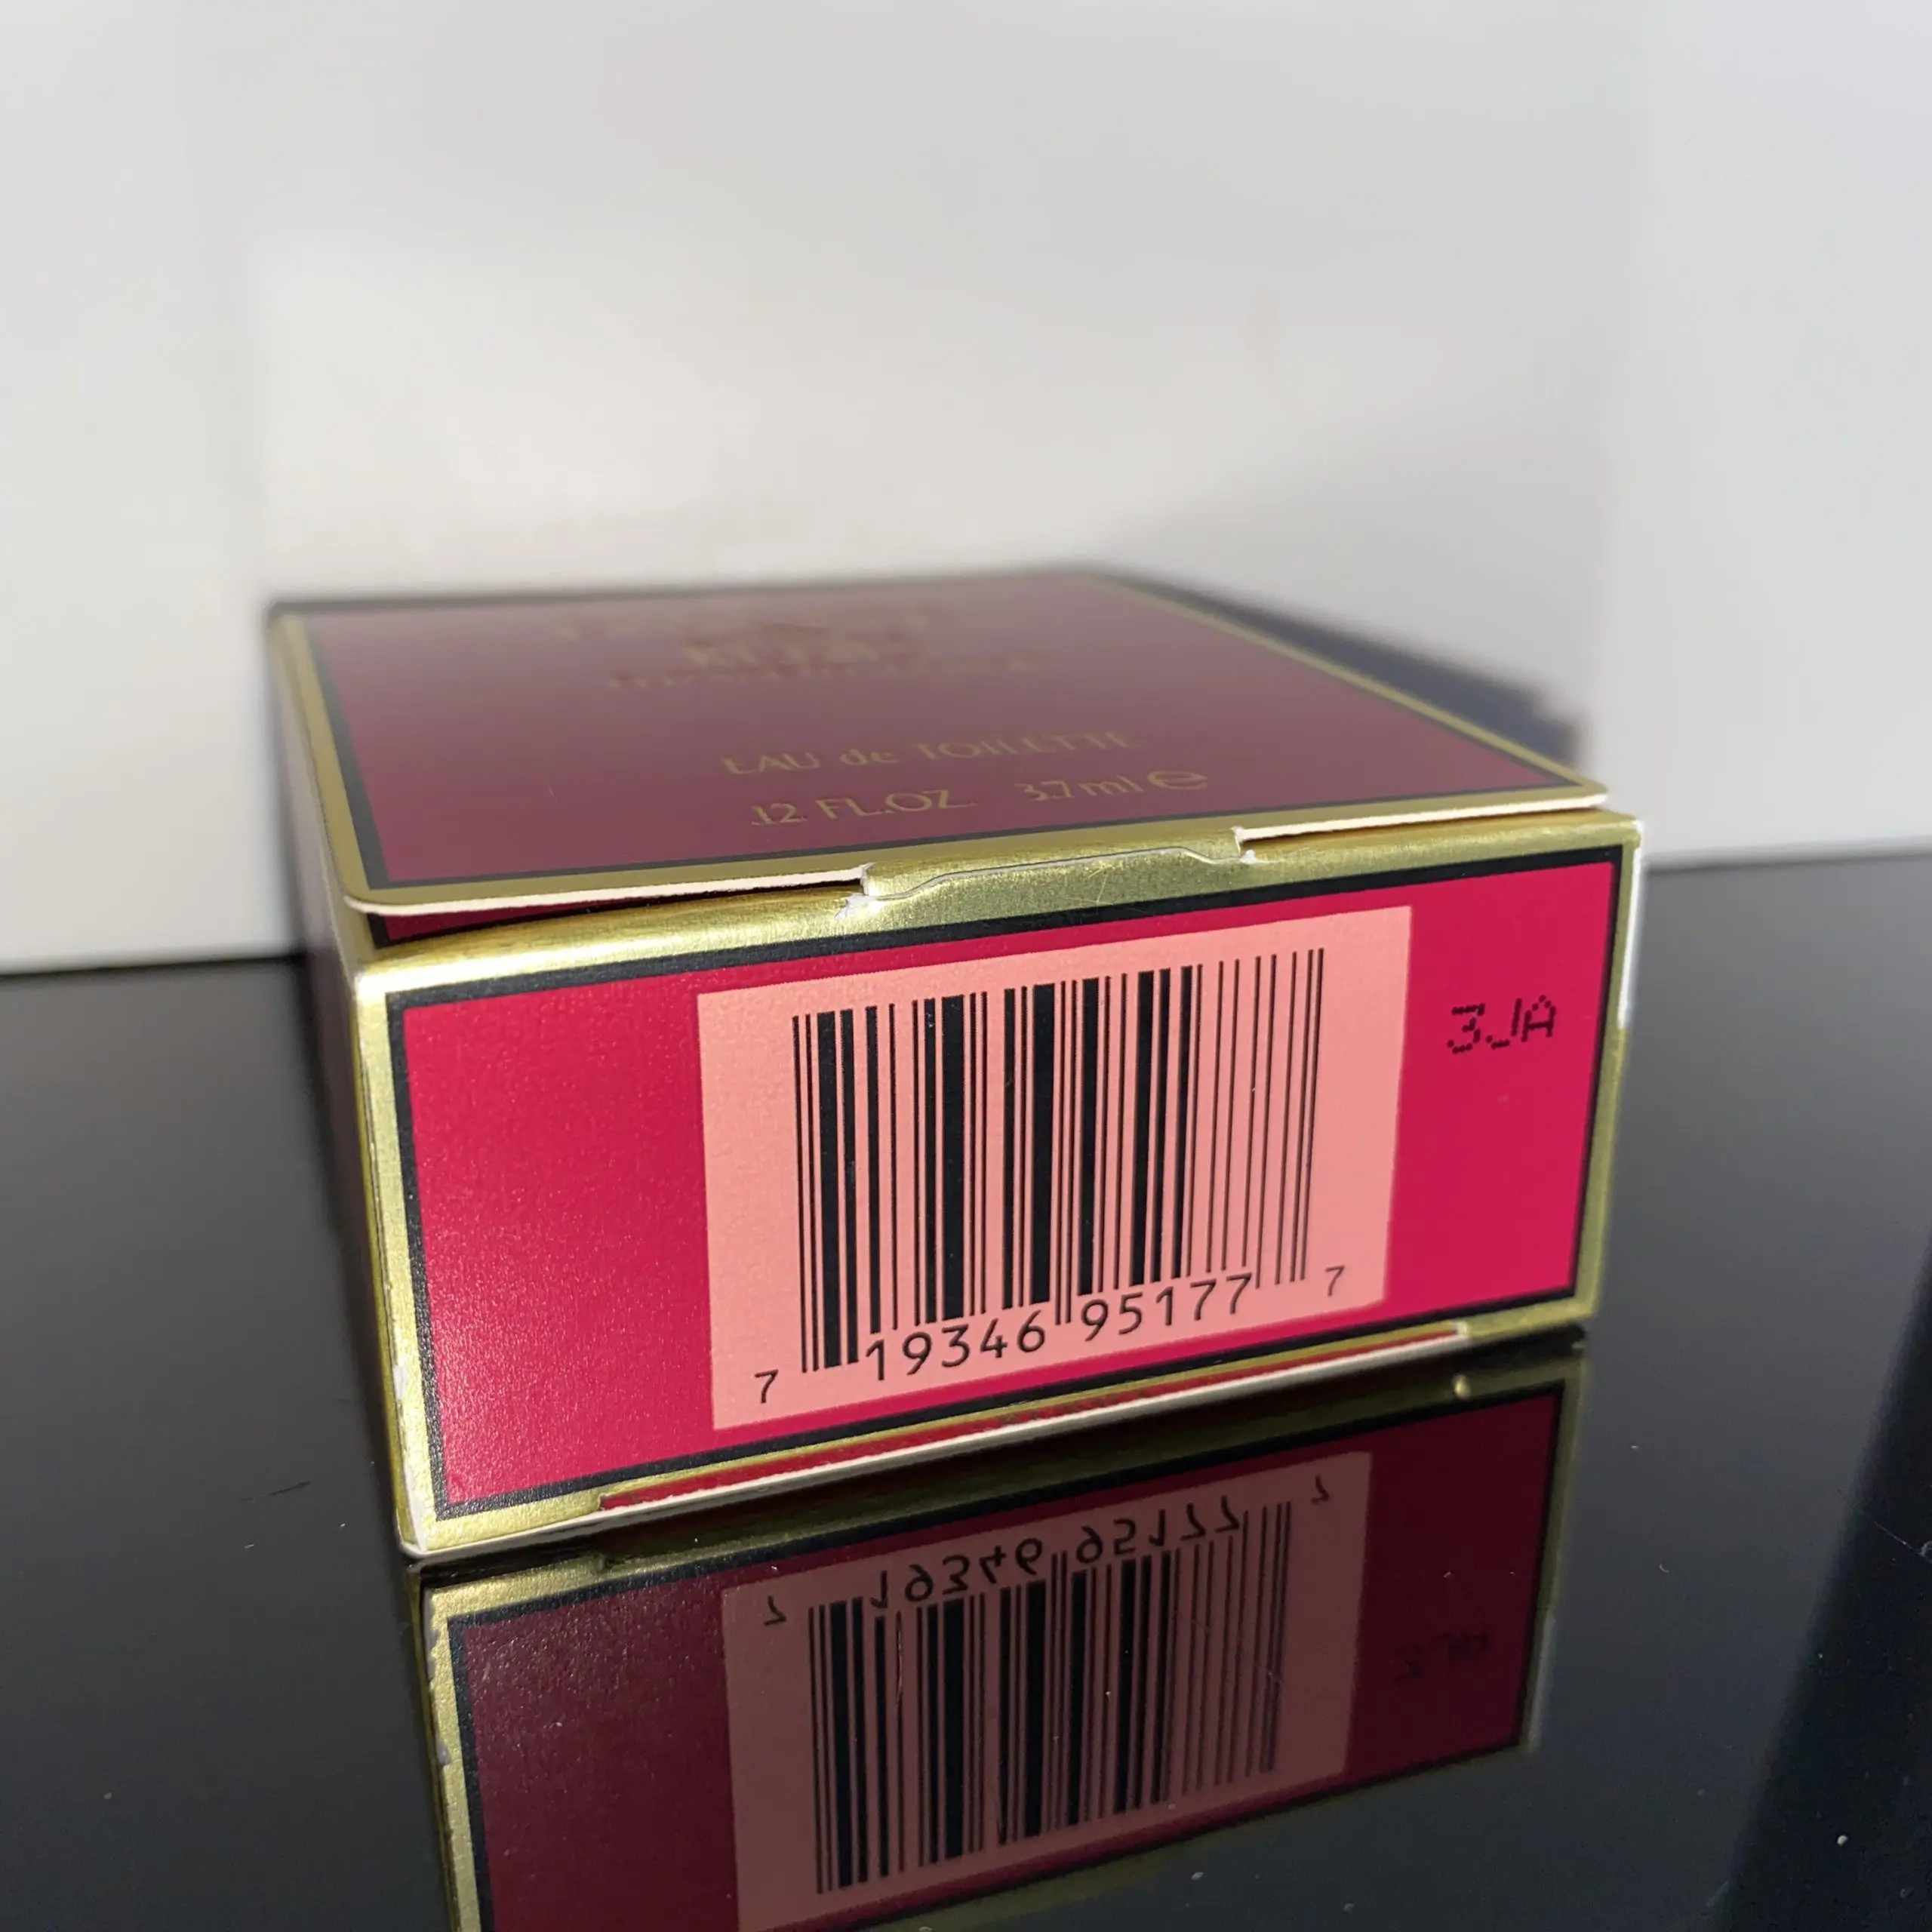 EAU de TOILETTE
.12 FL.OZ. 3.7ml ℮
3JA
7 19346 95177 7